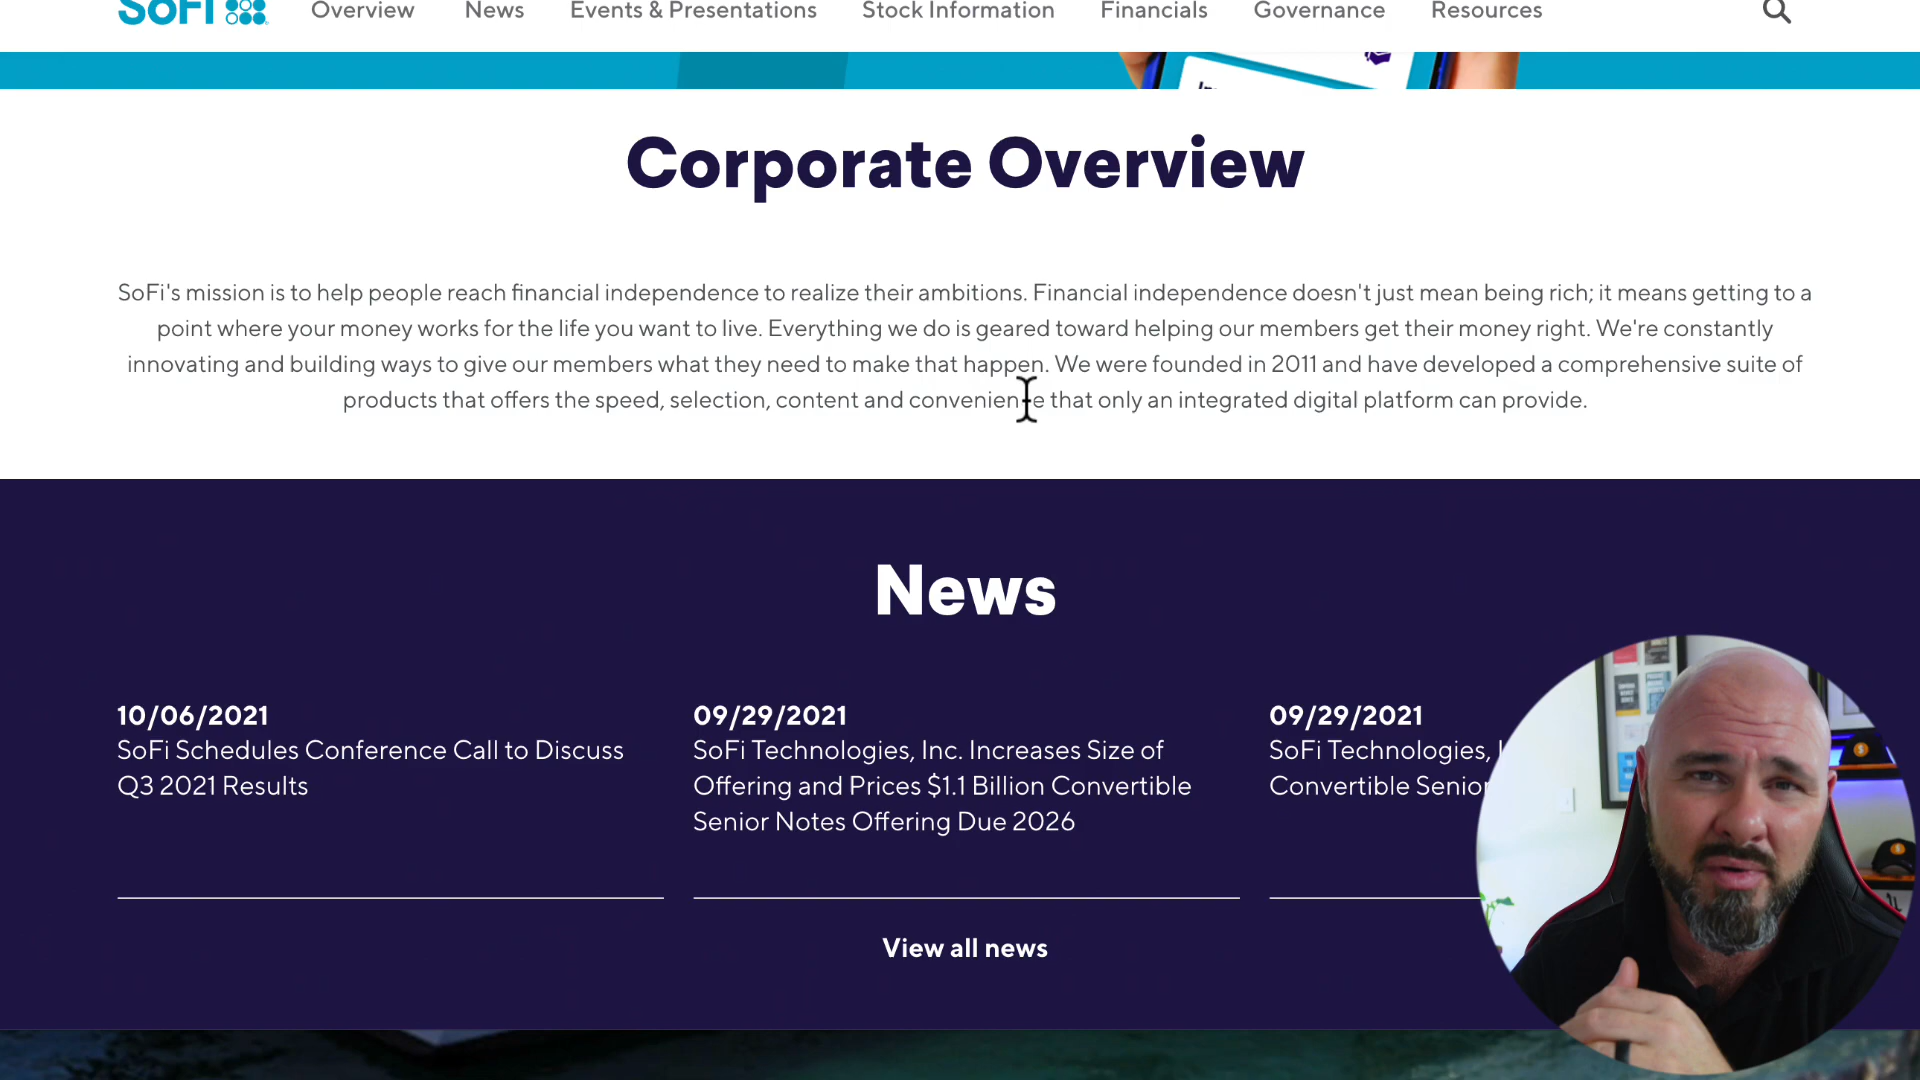 SoFi
Overview
News
Events & Presentations
Stock Information
Financials
Governance
Resources
Corporate Overview
SoFi's mission is to help people reach financial independence to realize their ambitions. Financial independence doesn't just mean being rich; it means getting to a
point where your money works for the life you want to live. Everything we do is geared toward helping our members get their money right. We're constantly
innovating and building ways to give our members what they need to make that happen. We were founded in 2011 and have developed a comprehensive suite of
products that offers the speed, selection, content and convenience that only an integrated digital platform can provide.
News
10/06/2021
SoFi Schedules Conference Call to Discuss
Q3 2021 Results
09/29/2021
SoFi Technologies, Inc. Increases Size of
Offering and Prices $1.1 Billion Convertible
Senior Notes Offering Due 2026
09/29/2021
SoFi Technologies,
Convertible Senior
View all news